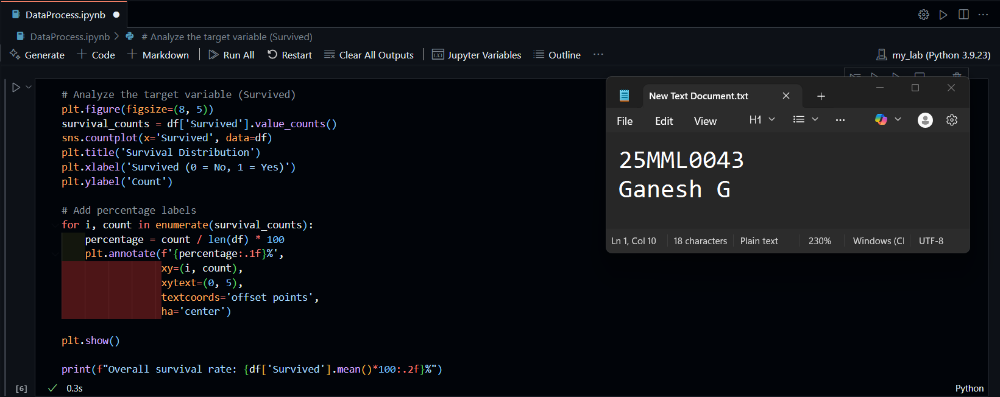 DataProcess.ipynb
DataProcess.ipynb > # Analyze the target variable (Survived)
Generate + Code + Markdown | Run All Restart Clear All Outputs | Jupyter Variables Outline ...
my_lab (Python 3.9.23)
# Analyze the target variable (Survived)
plt.figure(figsize=(8, 5))
survival_counts = df['Survived'].value_counts()
sns.countplot(x='Survived', data=df)
plt.title('Survival Distribution')
plt.xlabel('Survived (0 = No, 1 = Yes)')
plt.ylabel('Count')
# Add percentage labels
for i, count in enumerate(survival_counts):
    percentage = count / len(df) * 100
    plt.annotate(f'{percentage:.1f}%',
                 xy=(i, count),
                 xytext=(0, 5),
                 textcoords='offset points',
                 ha='center')
plt.show()
print(f"Overall survival rate: {df['Survived'].mean()*100:.2f}%")
[6] 0.3s
Python
New Text Document.txt
File Edit View H1
25MML0043
Ganesh G
Ln 1, Col 10 18 characters Plain text 230% Windows (Cl UTF-8